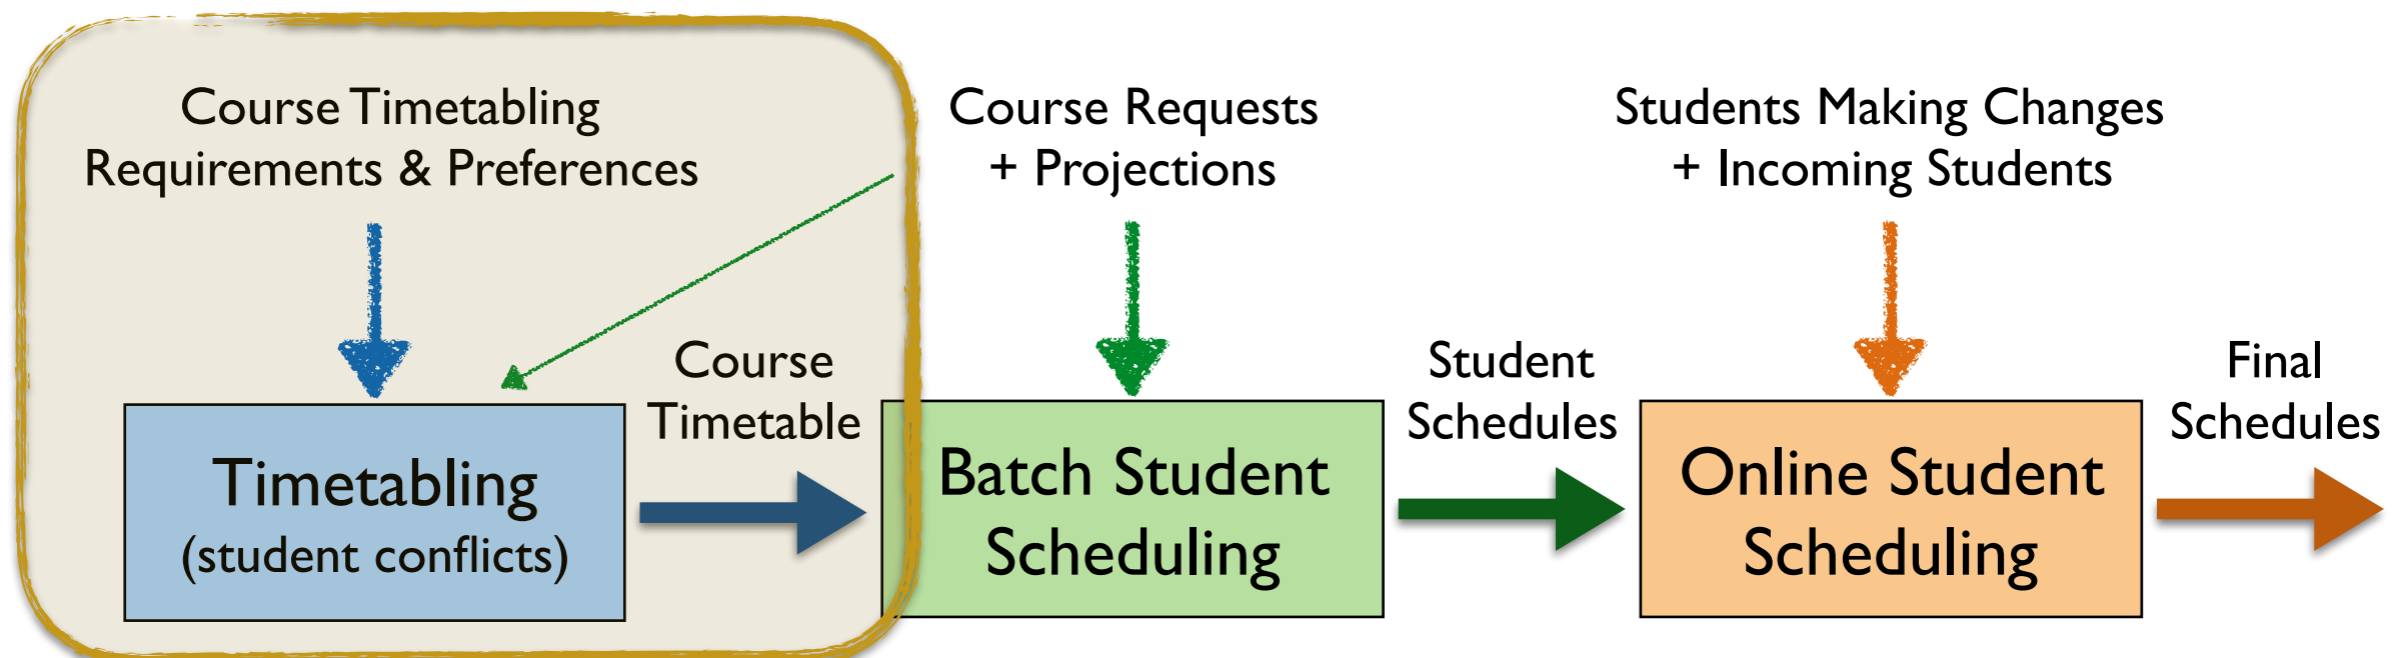 Course Timetabling
Requirements & Preferences
Course Requests
+ Projections
Students Making Changes
+ Incoming Students
Course
Timetable
Student
Schedules
Final
Schedules
Timetabling
(student conflicts)
Batch Student
Scheduling
Online Student
Scheduling